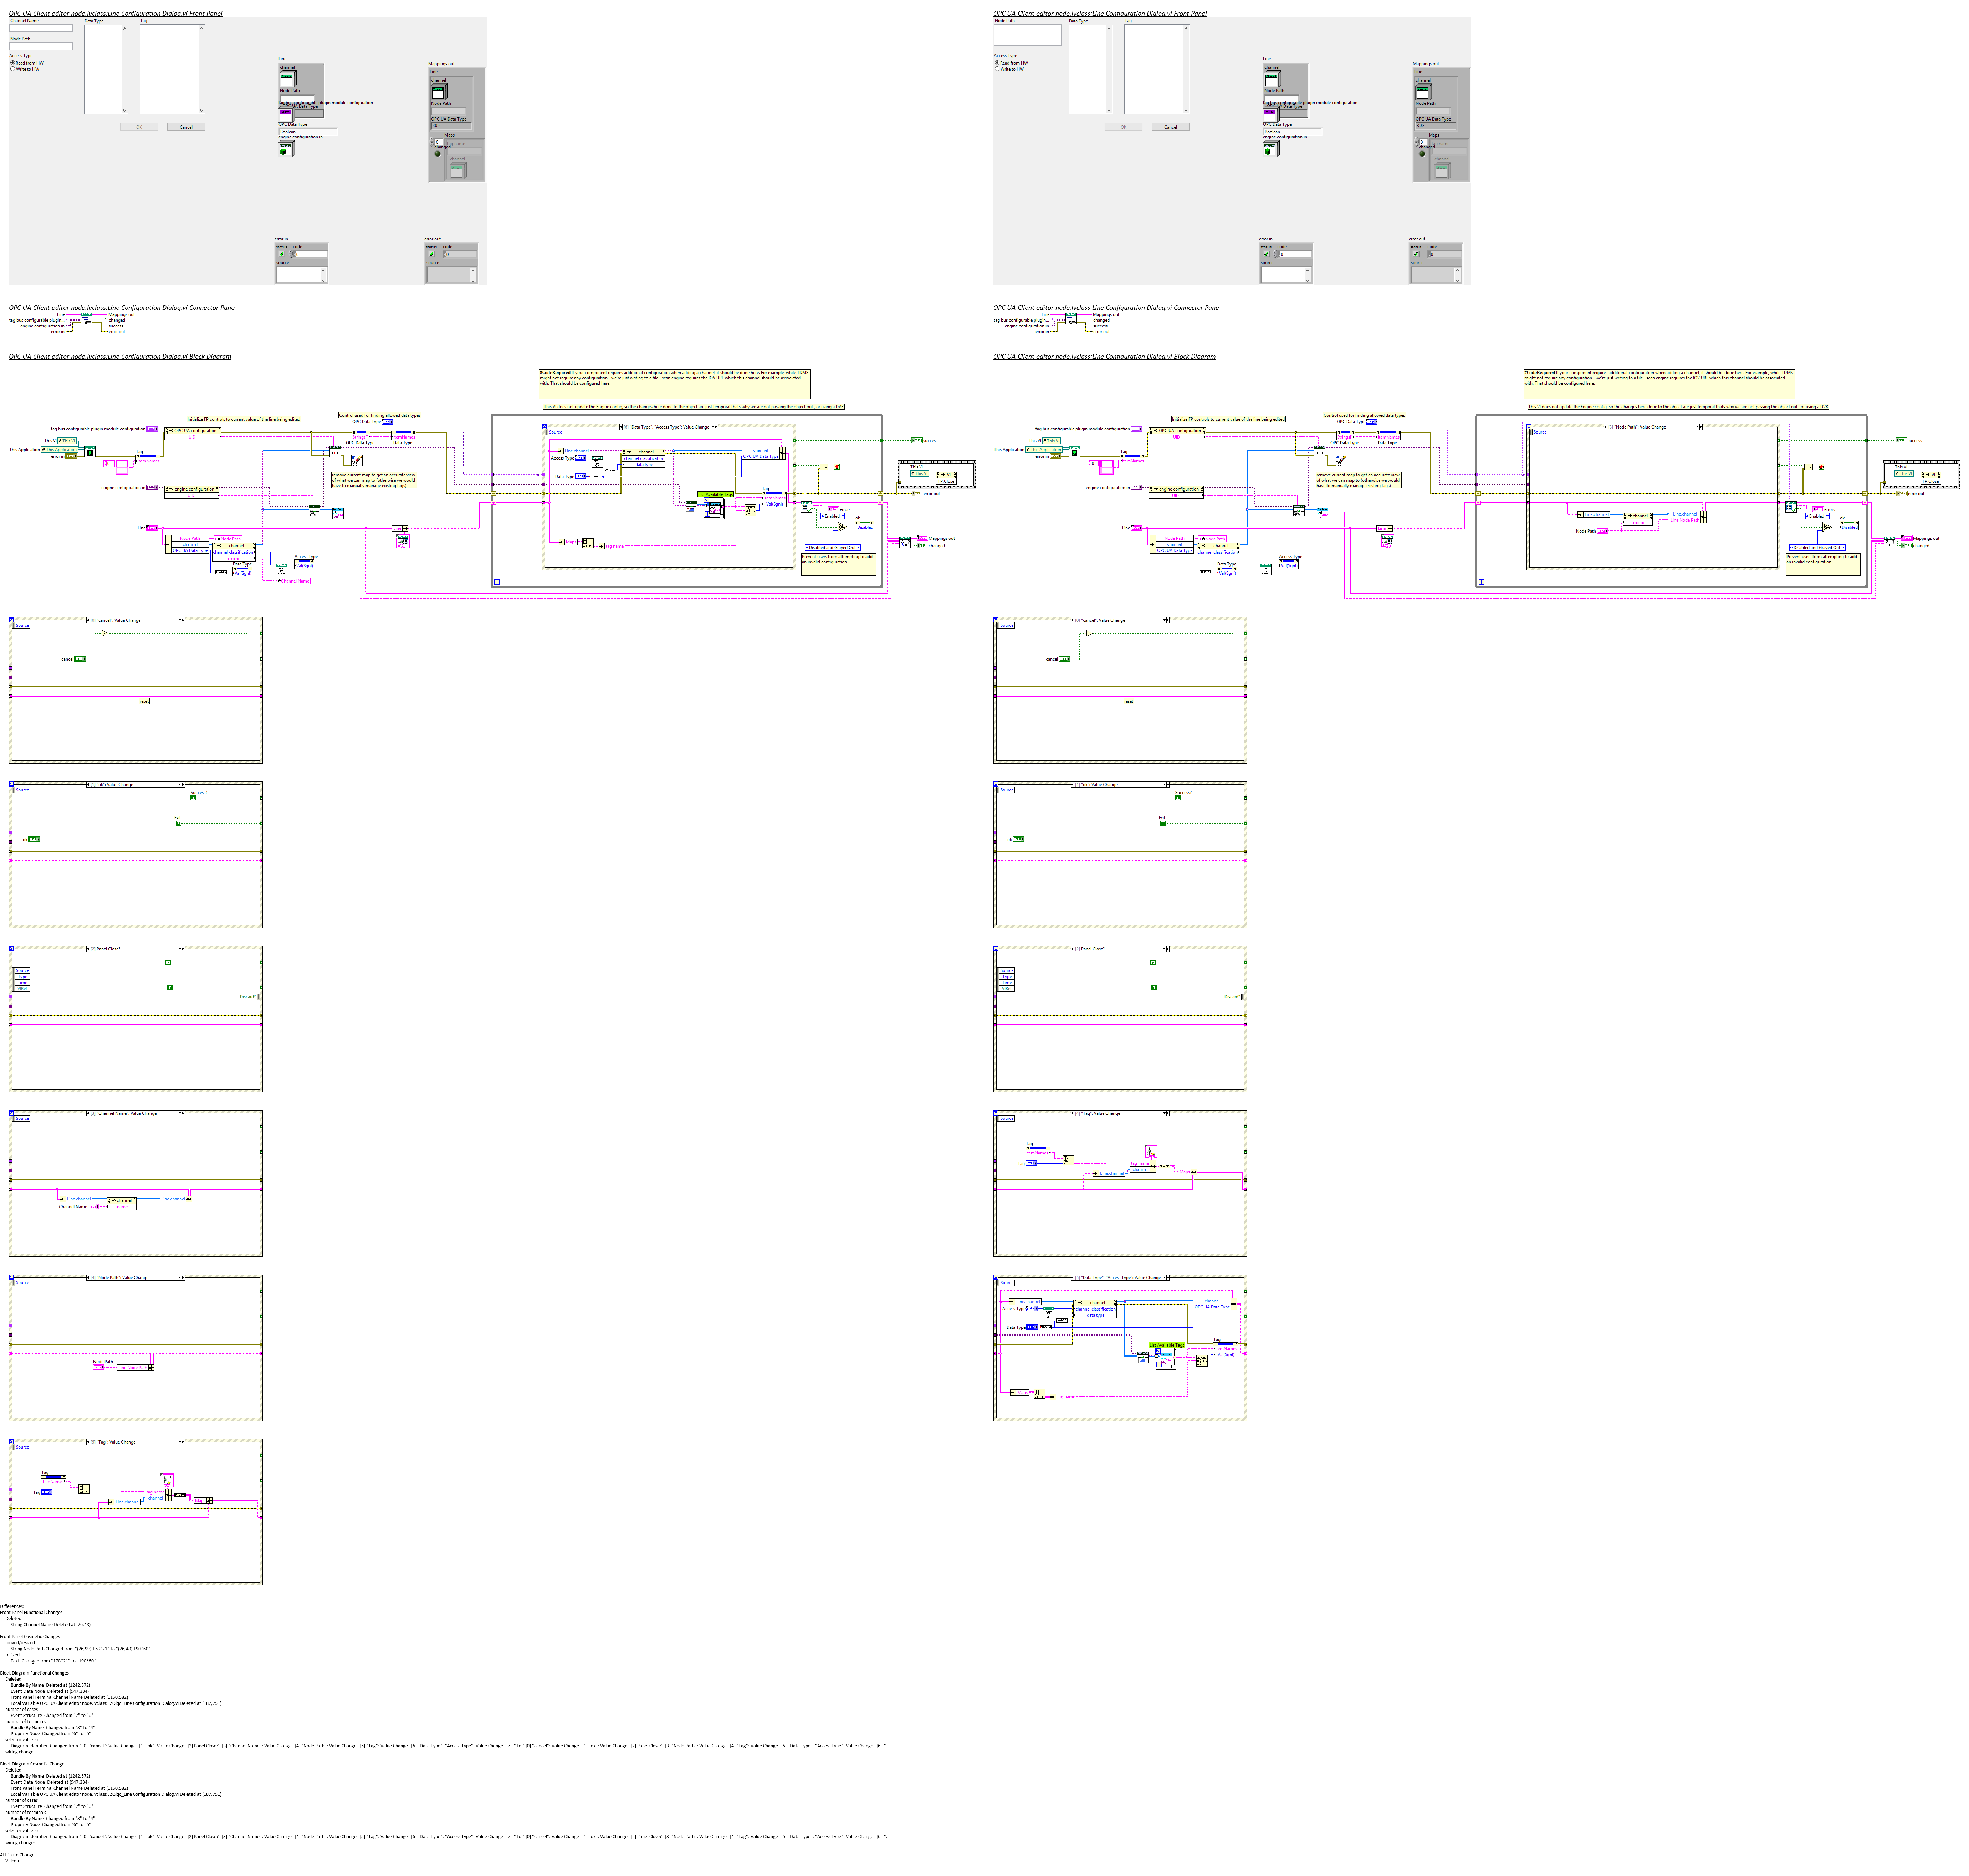 OPC UA Client editor node.lvclass:Line Configuration Dialog.vi Front Panel
Channel Name
Data Type
Tag
Node Path
Access Type
Read from HW
Write to HW
OK
Cancel
Line
channel
Node Path
tag bus configurable plugin module configuration
OPC Data Type
Boolean
engine configuration in
Mappings out
Line
channel
Node Path
OPC UA Data Type
<0>
Maps
0
tag name
changed
channel
error in
status code
0
source
error out
status code
0
source
OPC UA Client editor node.lvclass:Line Configuration Dialog.vi Connector Pane
Line
tag bus configurable plugin...
engine configuration in
error in
Mappings out
changed
success
error out
OPC UA Client editor node.lvclass:Line Configuration Dialog.vi Block Diagram
#CodeRequired If your component requires additional configuration when adding a channel, it should be done here. For example, while TDMS
might not require any configuration--we're just writing to a file--scan engine requires the IOV URL which this channel should be associated
with. That should be configured here.
This VI does not update the Engine config, so the changes here done to the object are just temporal thats why we are not passing the object out , or using a DVR
Initialize FP controls to current value of the line being edited
Control used for finding allowed data types
OPC Data Type
tag bus configurable plugin module configuration
OPC UA configuration
UID
This VI
This Application
error in
Tag
ItemNames
OPC Data Type
Data Type
remove current map to get an accurate view
of what we can map to (otherwise we would
have to manually manage existing tags)
engine configuration in
engine configuration
UID
Line
Node Path
channel
OPC UA Data Type
Node Path
channel
channel classification
name
Data Type
Val(Sgnl)
Access Type
Val(Sgnl)
Channel Name
"Data Type", "Access Type": Value Change
Source
Line.channel
Access Type
channel
channel classification
data type
Data Type
channel
OPC UA Data Type
List Available Tags
Tag
ItemNames
Val(Sgnl)
Maps
tag name
errors
Enabled
ok
Disabled
Disabled and Grayed Out
Prevent users from attempting to add
an invalid configuration.
success
This VI
VI
FP.Close
error out
Mappings out
changed
[0] "cancel": Value Change
Source
cancel
reset
[1] "ok": Value Change
Source
Success?
Exit
ok
[2] Panel Close?
Source
Type
Time
VIRef
Discard?
[3] "Channel Name": Value Change
Source
Line.channel
channel
name
Line.channel
Channel Name
[4] "Node Path": Value Change
Source
Node Path
Line.Node Path
[5] "Tag": Value Change
Source
Tag
ItemNames
Tag
Line.channel
tag name
channel
Maps
OPC UA Client editor node.lvclass:Line Configuration Dialog.vi Front Panel
Node Path
Data Type
Tag
Access Type
Read from HW
Write to HW
OK
Cancel
Line
channel
Node Path
tag bus configurable plugin module configuration
OPC Data Type
Boolean
engine configuration in
Mappings out
Line
channel
Node Path
OPC UA Data Type
<0>
Maps
0
tag name
changed
channel
error in
status code
0
source
error out
status code
0
source
OPC UA Client editor node.lvclass:Line Configuration Dialog.vi Connector Pane
Line
tag bus configurable plugin...
engine configuration in
error in
Mappings out
changed
success
error out
OPC UA Client editor node.lvclass:Line Configuration Dialog.vi Block Diagram
#CodeRequired If your component requires additional configuration when adding a channel, it should be done here. For example, while TDMS
might not require any configuration--we're just writing to a file--scan engine requires the IOV URL which this channel should be associated
with. That should be configured here.
This VI does not update the Engine config, so the changes here done to the object are just temporal thats why we are not passing the object out , or using a DVR
Initialize FP controls to current value of the line being edited
Control used for finding allowed data types
OPC Data Type
tag bus configurable plugin module configuration
OPC UA configuration
UID
This VI
This Application
error in
Tag
ItemNames
OPC Data Type
Data Type
remove current map to get an accurate view
of what we can map to (otherwise we would
have to manually manage existing tags)
engine configuration in
engine configuration
UID
Line
Node Path
channel
OPC UA Data Type
Node Path
channel
channel classification
Data Type
Val(Sgnl)
Access Type
Val(Sgnl)
"Node Path": Value Change
Source
Line.channel
channel
name
Line.channel
Line.Node Path
Node Path
errors
Enabled
ok
Disabled
Disabled and Grayed Out
Prevent users from attempting to add
an invalid configuration.
success
This VI
VI
FP.Close
error out
Mappings out
changed
[0] "cancel": Value Change
Source
cancel
reset
[1] "ok": Value Change
Source
Success?
Exit
ok
[2] Panel Close?
Source
Type
Time
VIRef
Discard?
[4] "Tag": Value Change
Source
Tag
ItemNames
Tag
Line.channel
tag name
channel
Maps
[5] "Data Type", "Access Type": Value Change
Source
Line.channel
Access Type
channel
channel classification
data type
Data Type
channel
OPC UA Data Type
List Available Tags
Tag
ItemNames
Val(Sgnl)
Maps
tag name
Differences:
Front Panel Functional Changes
Deleted
String Channel Name Deleted at (26,48)
Front Panel Cosmetic Changes
moved/resized
String Node Path Changed from "(26,99) 178*21" to "(26,48) 190*60".
resized
Text Changed from "178*21" to "190*60".
Block Diagram Functional Changes
Deleted
Bundle By Name Deleted at (1242,572)
Event Data Node Deleted at (947,334)
Front Panel Terminal Channel Name Deleted at (1160,582)
Local Variable OPC UA Client editor node.lvclass:uZQlqc_Line Configuration Dialog.vi Deleted at (187,751)
number of cases
Event Structure Changed from "7" to "6".
number of terminals
Bundle By Name Changed from "3" to "4".
Property Node Changed from "6" to "5".
selector value(s)
Diagram Identifier Changed from " [0] "cancel": Value Change [1] "ok": Value Change [2] Panel Close? [3] "Channel Name": Value Change [4] "Node Path": Value Change [5] "Tag": Value Change [6] "Data Type", "Access Type": Value Change [7] " to " [0] "cancel": Value Change [1] "ok": Value Change [2] Panel Close? [3] "Node Path": Value Change [4] "Tag": Value Change [5] "Data Type", "Access Type": Value Change [6] ".
wiring changes
Block Diagram Cosmetic Changes
Deleted
Bundle By Name Deleted at (1242,572)
Event Data Node Deleted at (947,334)
Front Panel Terminal Channel Name Deleted at (1160,582)
Local Variable OPC UA Client editor node.lvclass:uZQlqc_Line Configuration Dialog.vi Deleted at (187,751)
number of cases
Event Structure Changed from "7" to "6".
number of terminals
Bundle By Name Changed from "3" to "4".
Property Node Changed from "6" to "5".
selector value(s)
Diagram Identifier Changed from " [0] "cancel": Value Change [1] "ok": Value Change [2] Panel Close? [3] "Channel Name": Value Change [4] "Node Path": Value Change [5] "Tag": Value Change [6] "Data Type", "Access Type": Value Change [7] " to " [0] "cancel": Value Change [1] "ok": Value Change [2] Panel Close? [3] "Node Path": Value Change [4] "Tag": Value Change [5] "Data Type", "Access Type": Value Change [6] ".
wiring changes
Attribute Changes
VI icon